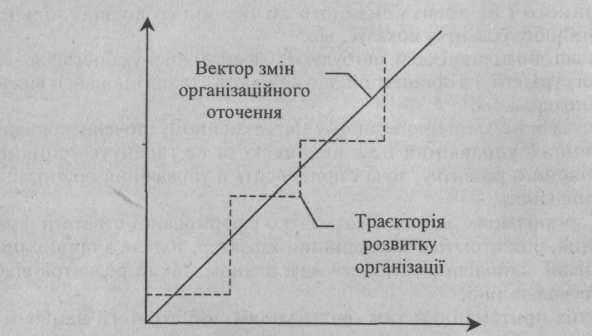 Вектор змін
організаційного
оточення
Траєкторія
розвитку
організації